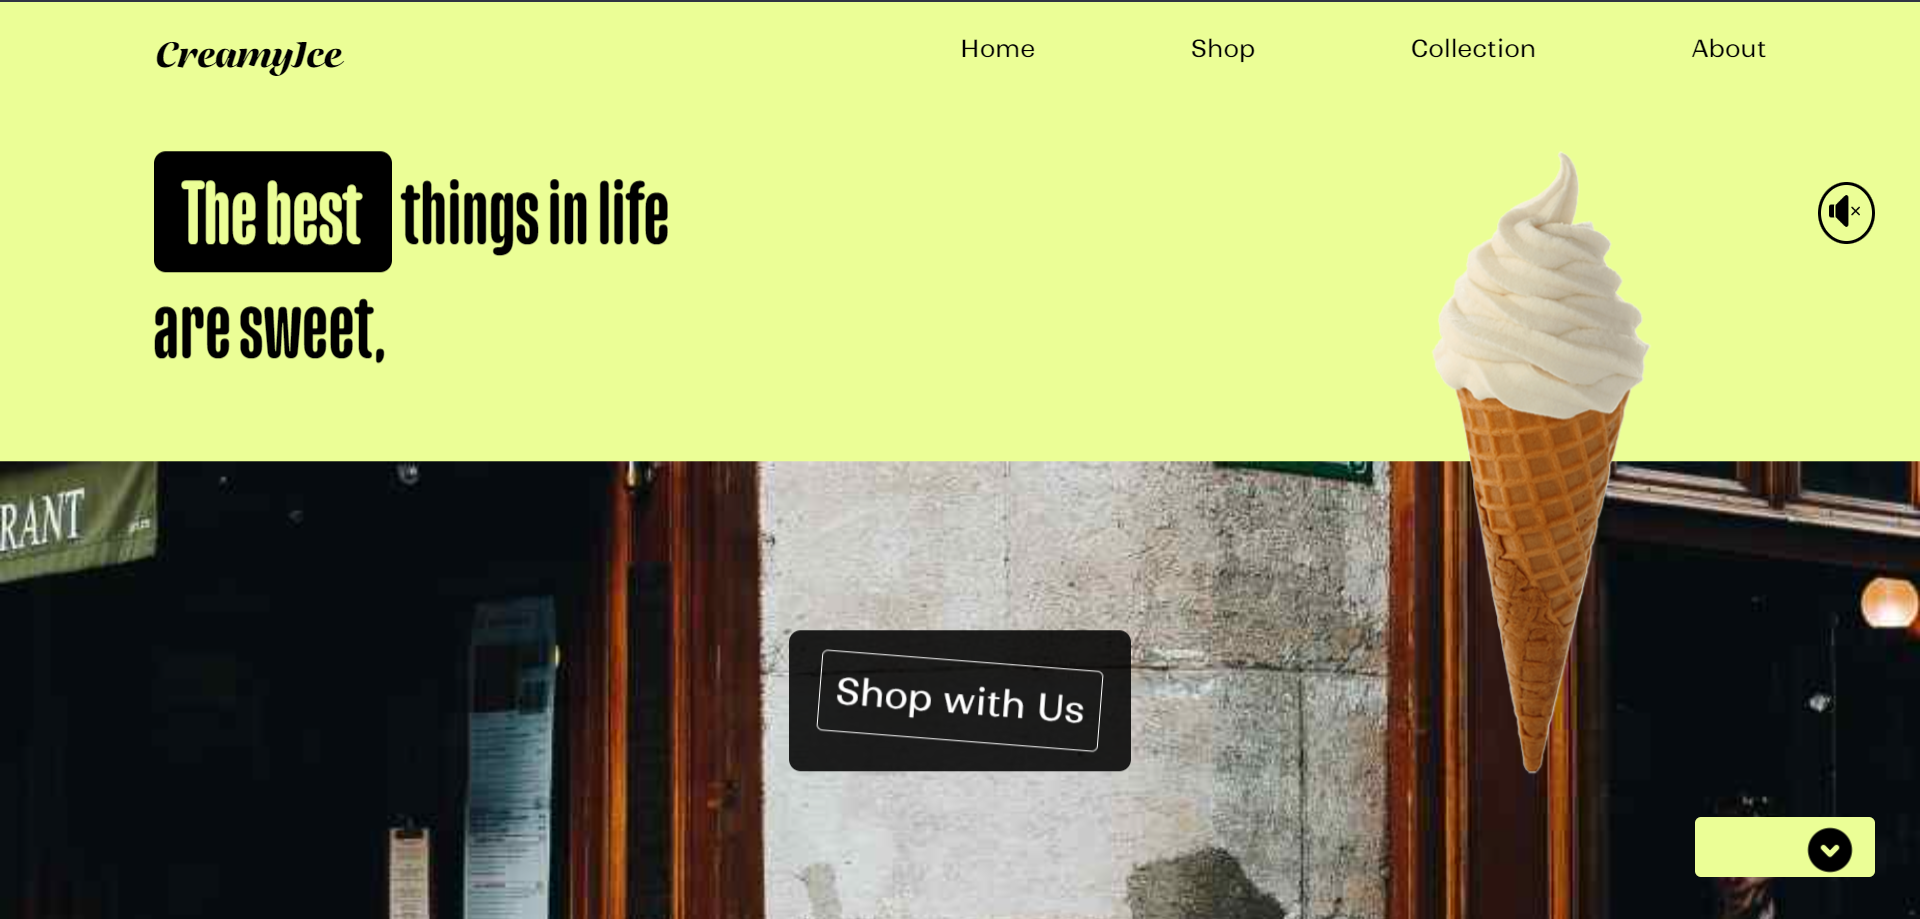 CreamyIce
Home
Shop
Collection
About
The best things in life
are sweet,
RANT
Shop with Us